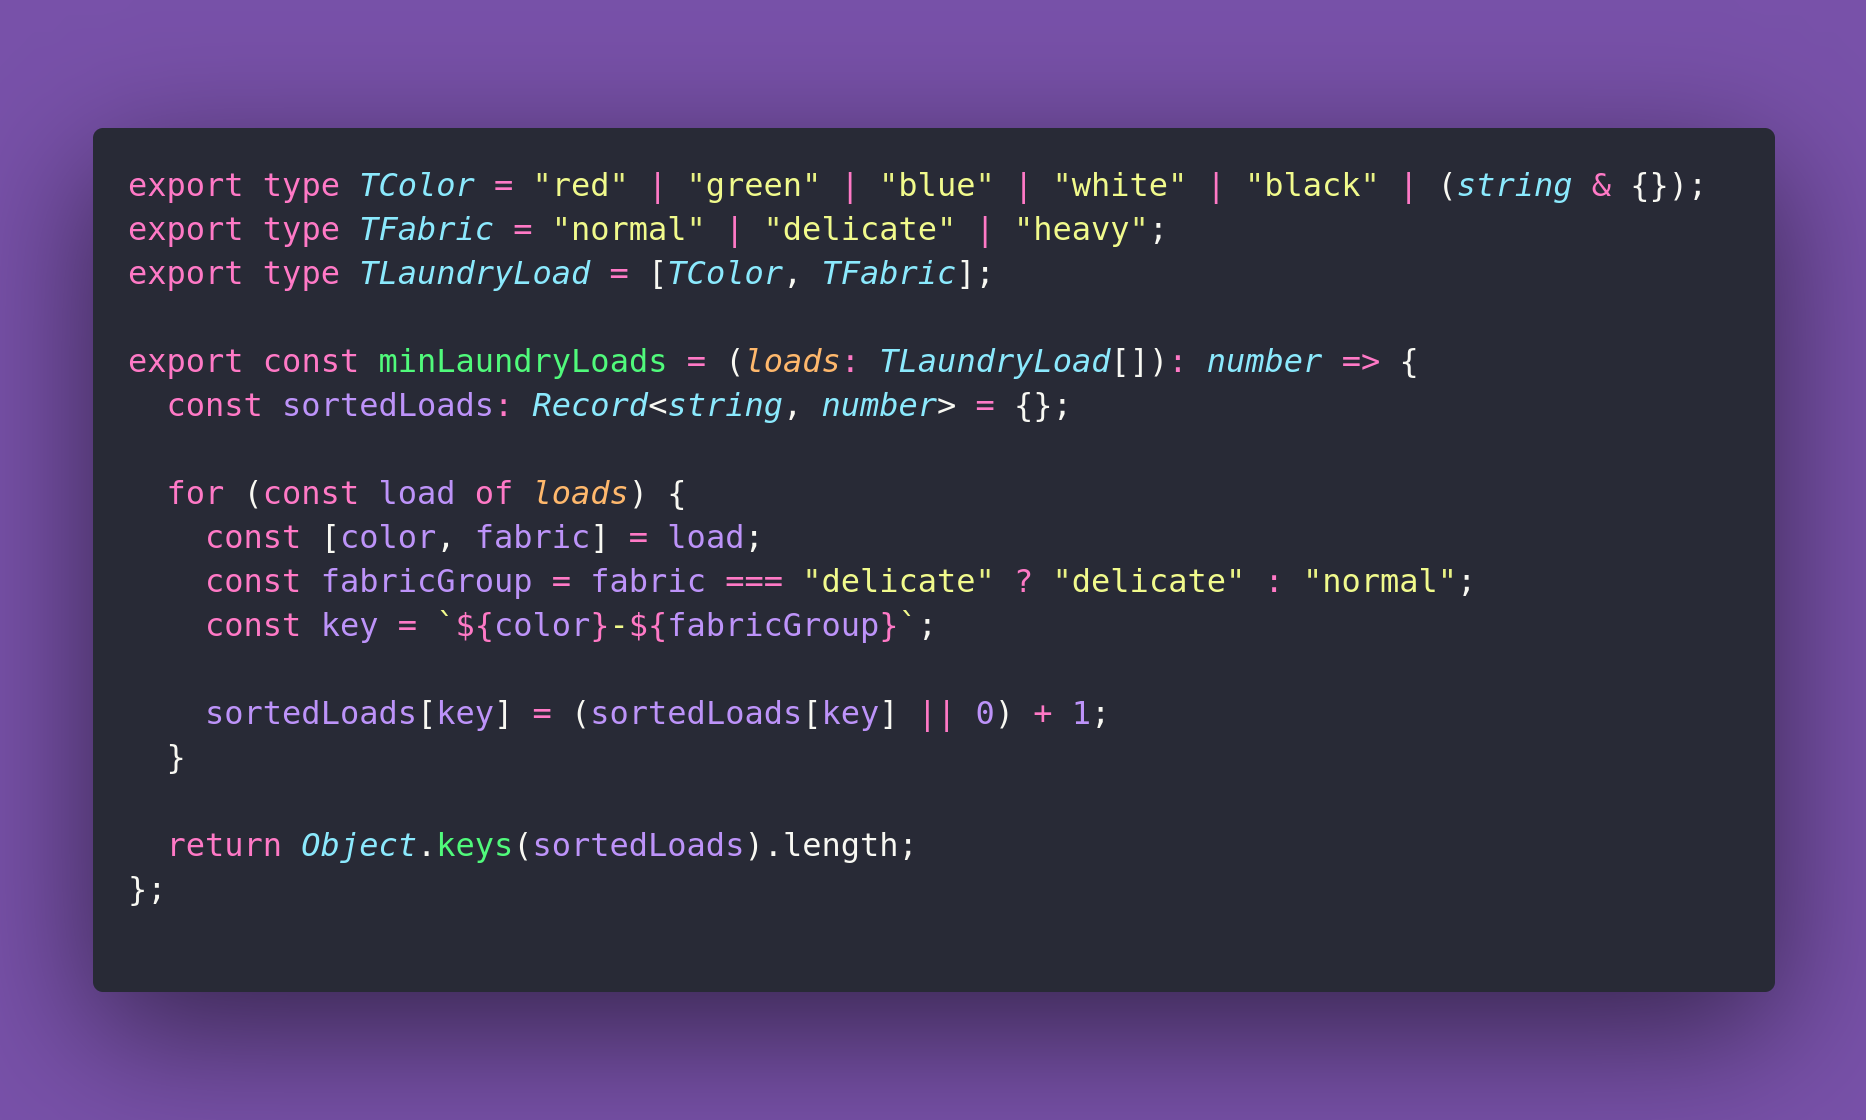 export type TColor = "red" | "green" | "blue" | "white" | "black" | (string & {});
export type TFabric = "normal" | "delicate" | "heavy";
export type TLaundryLoad = [TColor, TFabric];
export const minLaundryLoads = (loads: TLaundryLoad[]): number => {
const sortedLoads: Record<string, number> = {};
for (const load of loads) {
const [color, fabric] = load;
const fabricGroup = fabric === "delicate" ? "delicate" : "normal";
const key = `${color}-${fabricGroup}`;
sortedLoads[key] = (sortedLoads[key] || 0) + 1;
}
return Object.keys(sortedLoads).length;
};